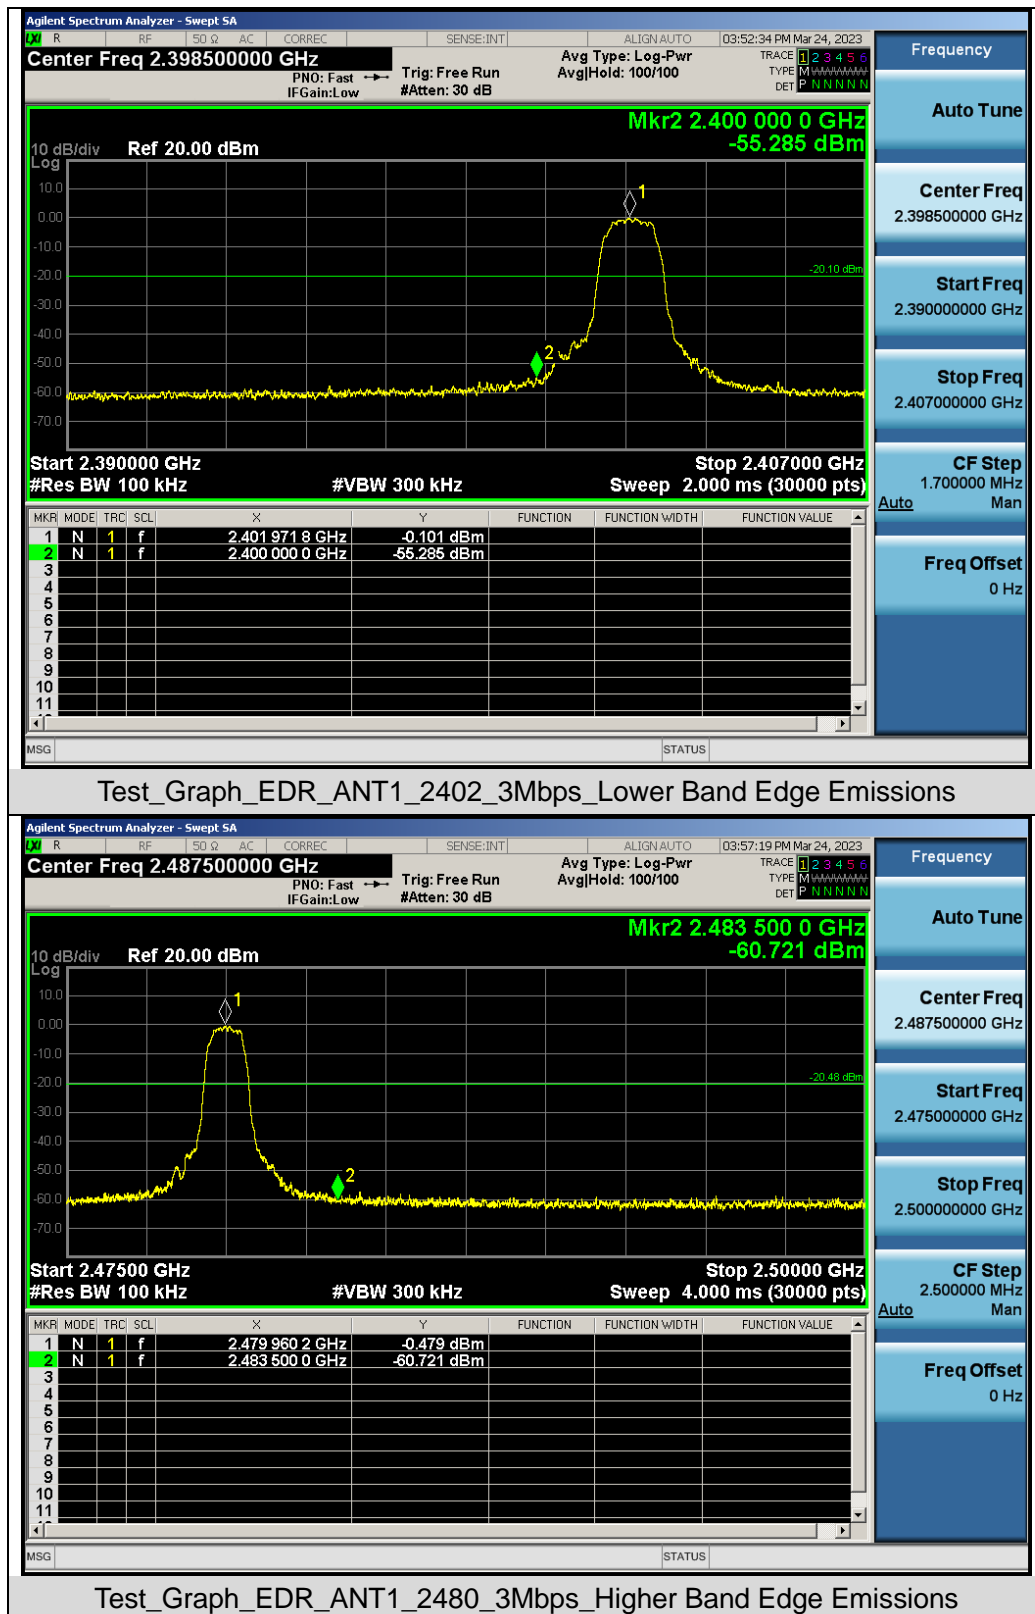 Agilent Spectrum Analyzer - Swept SA
LXI R RF 50 Ω AC CORREC SENSE:INT ALIGN AUTO 03:52:34 PM Mar 24, 2023
Center Freq 2.398500000 GHz
PNO: Fast
IFGain:Low
Trig: Free Run
#Atten: 30 dB
Avg Type: Log-Pwr
Avg|Hold: 100/100
TRACE 1 2 3 4 5 6
TYPE M
DET P N N N N N
Mkr2 2.400 000 0 GHz
-55.285 dBm
10 dB/div Ref 20.00 dBm
Log
10.0
0.00
-10.0
-20.0
-30.0
-40.0
-50.0
-60.0
-70.0
1
2
-20.10 dBm
Start 2.390000 GHz Stop 2.407000 GHz
#Res BW 100 kHz #VBW 300 kHz Sweep 2.000 ms (30000 pts)
MKR MODE TRC SCL X Y FUNCTION FUNCTION WIDTH FUNCTION VALUE
1 N 1 f 2.401 971 8 GHz -0.101 dBm
2 N 1 f 2.400 000 0 GHz -55.285 dBm
3
4
5
6
7
8
9
10
11
MSG STATUS
Frequency
Auto Tune
Center Freq
2.398500000 GHz
Start Freq
2.390000000 GHz
Stop Freq
2.407000000 GHz
CF Step
1.700000 MHz
Auto Man
Freq Offset
0 Hz
Test_Graph_EDR_ANT1_2402_3Mbps_Lower Band Edge Emissions
Agilent Spectrum Analyzer - Swept SA
LXI R RF 50 Ω AC CORREC SENSE:INT ALIGN AUTO 03:57:19 PM Mar 24, 2023
Center Freq 2.487500000 GHz
PNO: Fast
IFGain:Low
Trig: Free Run
#Atten: 30 dB
Avg Type: Log-Pwr
Avg|Hold: 100/100
TRACE 1 2 3 4 5 6
TYPE M
DET P N N N N N
Mkr2 2.483 500 0 GHz
-60.721 dBm
10 dB/div Ref 20.00 dBm
Log
10.0
0.00
-10.0
-20.0
-30.0
-40.0
-50.0
-60.0
-70.0
1
2
-20.48 dBm
Start 2.47500 GHz Stop 2.50000 GHz
#Res BW 100 kHz #VBW 300 kHz Sweep 4.000 ms (30000 pts)
MKR MODE TRC SCL X Y FUNCTION FUNCTION WIDTH FUNCTION VALUE
1 N 1 f 2.479 960 2 GHz -0.479 dBm
2 N 1 f 2.483 500 0 GHz -60.721 dBm
3
4
5
6
7
8
9
10
11
MSG STATUS
Frequency
Auto Tune
Center Freq
2.487500000 GHz
Start Freq
2.475000000 GHz
Stop Freq
2.500000000 GHz
CF Step
2.500000 MHz
Auto Man
Freq Offset
0 Hz
Test_Graph_EDR_ANT1_2480_3Mbps_Higher Band Edge Emissions